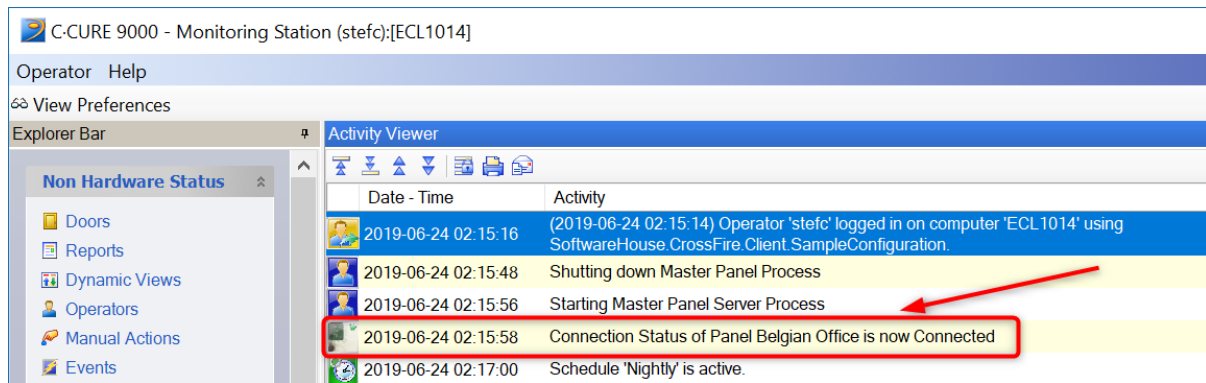 C•CURE 9000 - Monitoring Station (stefc):[ECL1014]
Operator Help
View Preferences
Explorer Bar
Activity Viewer
Non Hardware Status
Doors
Reports
Dynamic Views
Operators
Manual Actions
Events
Date - Time Activity
2019-06-24 02:15:16 (2019-06-24 02:15:14) Operator 'stefc' logged in on computer 'ECL1014' using
SoftwareHouse.CrossFire.Client.SampleConfiguration.
2019-06-24 02:15:48 Shutting down Master Panel Process
2019-06-24 02:15:56 Starting Master Panel Server Process
2019-06-24 02:15:58 Connection Status of Panel Belgian Office is now Connected
2019-06-24 02:17:00 Schedule 'Nightly' is active.